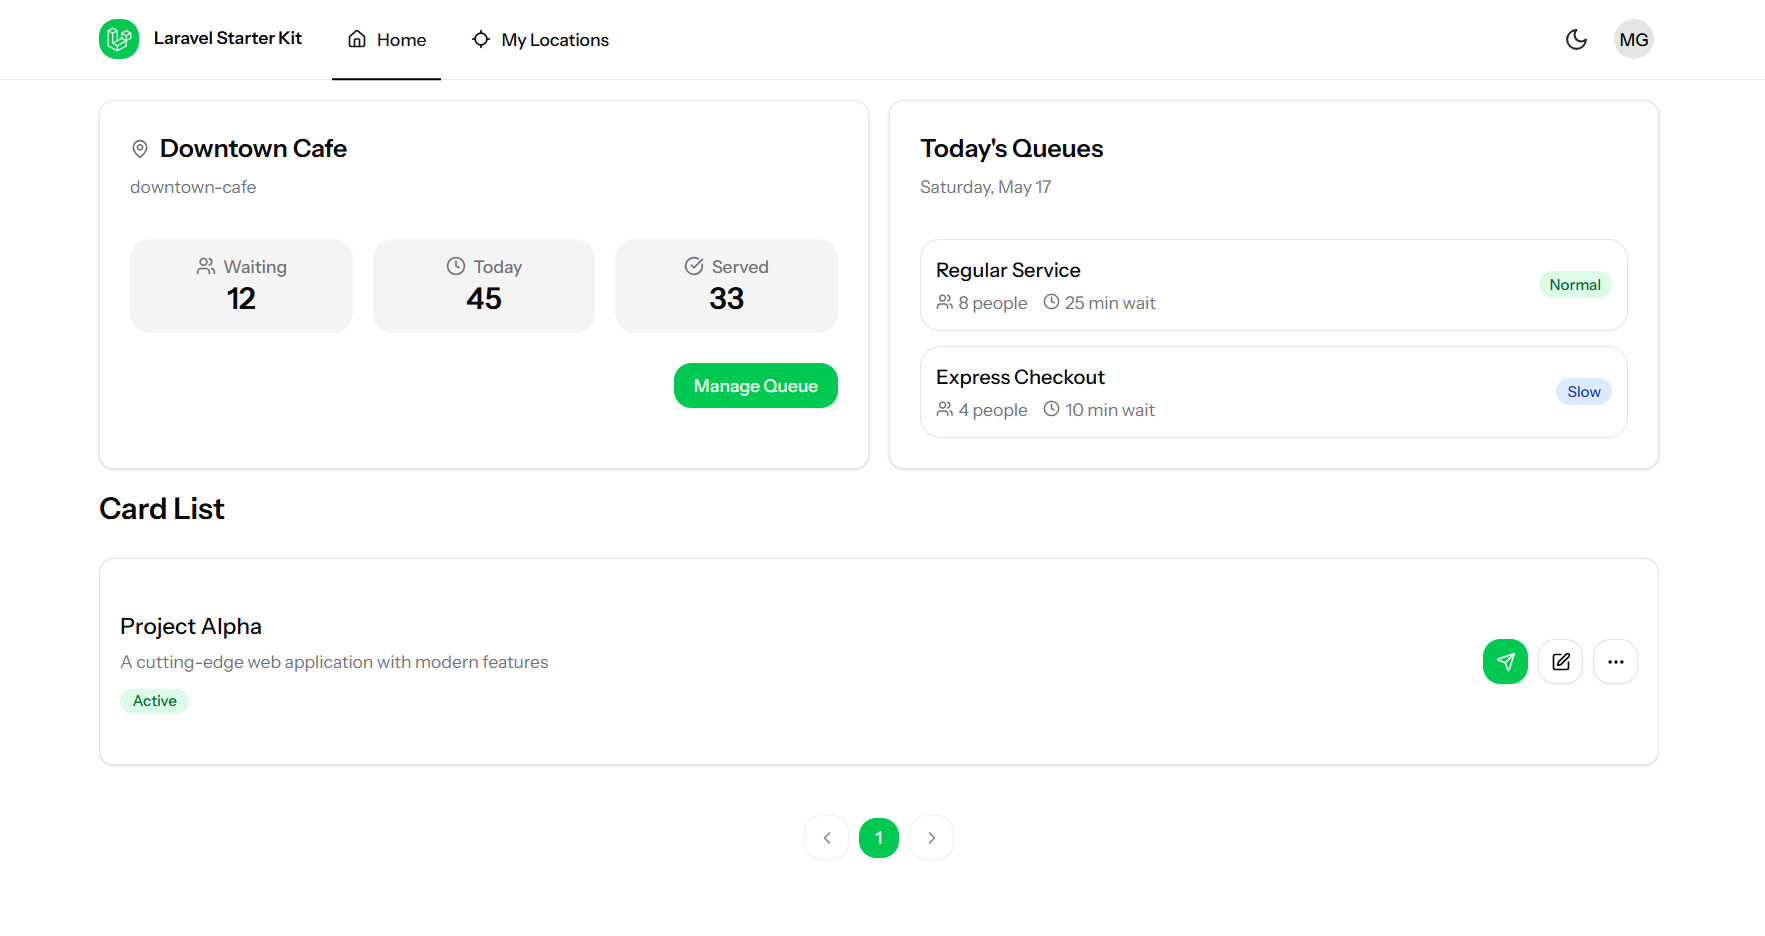 Laravel Starter Kit
Home
My Locations
MG
Downtown Cafe
downtown-cafe
Waiting
12
Today
45
Served
33
Manage Queue
Today's Queues
Saturday, May 17
Regular Service
8 people 25 min wait
Normal
Express Checkout
4 people 10 min wait
Slow
Card List
Project Alpha
A cutting-edge web application with modern features
Active
1